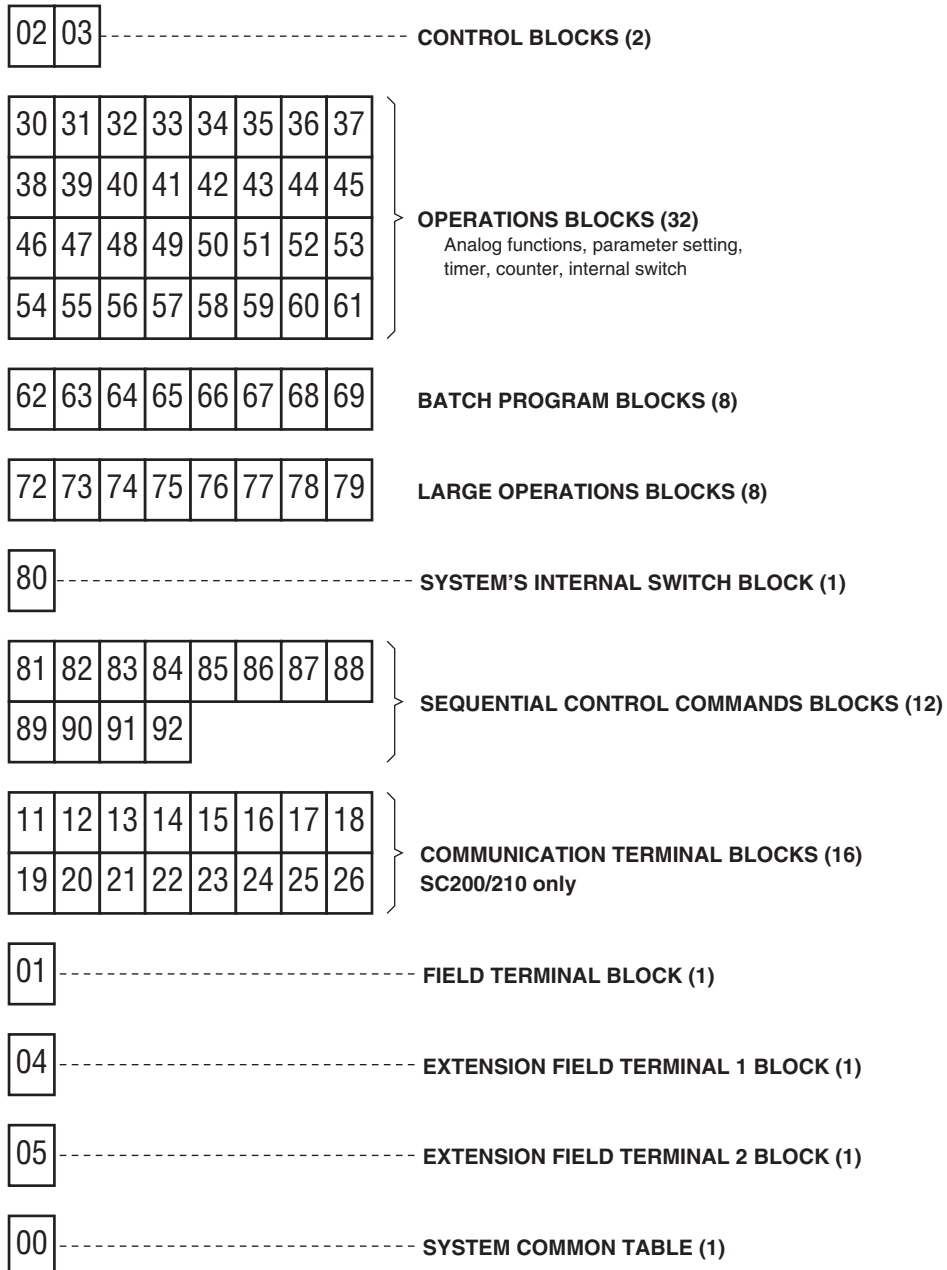 02 03 CONTROL BLOCKS (2)
30 31 32 33 34 35 36 37
38 39 40 41 42 43 44 45
46 47 48 49 50 51 52 53
54 55 56 57 58 59 60 61
OPERATIONS BLOCKS (32)
Analog functions, parameter setting,
timer, counter, internal switch
62 63 64 65 66 67 68 69 BATCH PROGRAM BLOCKS (8)
72 73 74 75 76 77 78 79 LARGE OPERATIONS BLOCKS (8)
80 SYSTEM'S INTERNAL SWITCH BLOCK (1)
81 82 83 84 85 86 87 88
89 90 91 92
SEQUENTIAL CONTROL COMMANDS BLOCKS (12)
11 12 13 14 15 16 17 18
19 20 21 22 23 24 25 26
COMMUNICATION TERMINAL BLOCKS (16)
SC200/210 only
01 FIELD TERMINAL BLOCK (1)
04 EXTENSION FIELD TERMINAL 1 BLOCK (1)
05 EXTENSION FIELD TERMINAL 2 BLOCK (1)
00 SYSTEM COMMON TABLE (1)